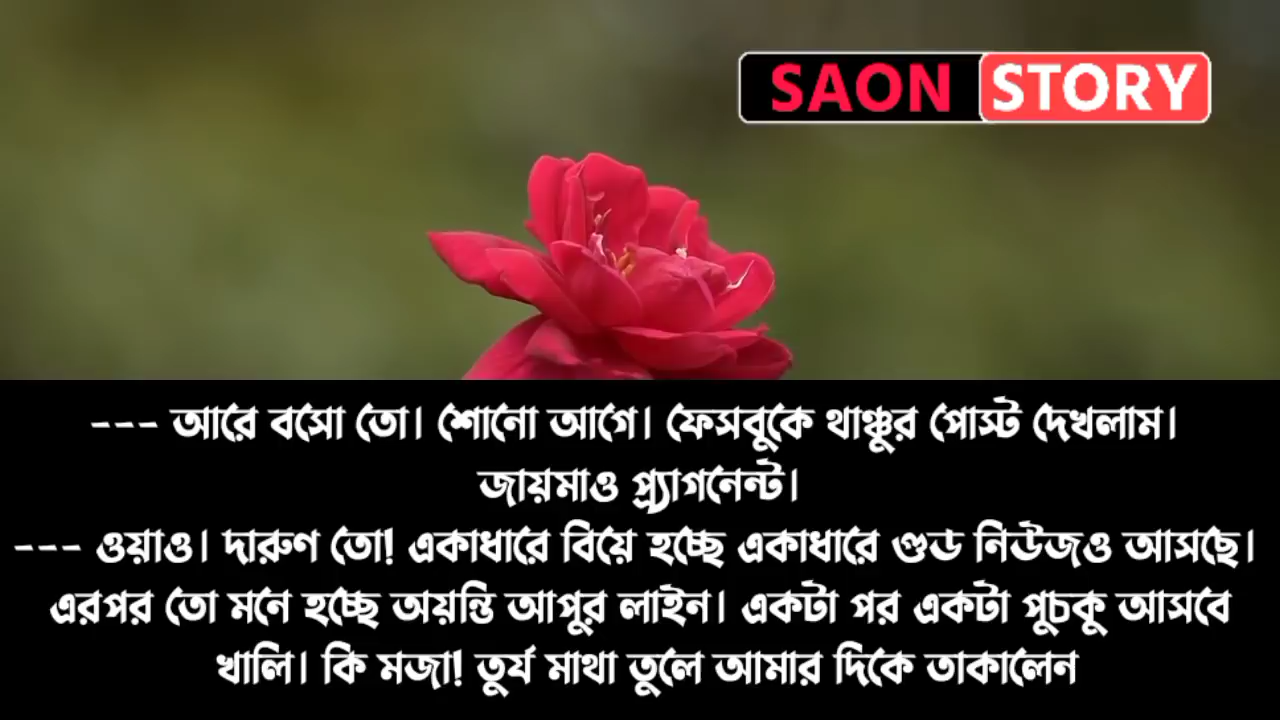 SAON STORY
--- আরে বসো তো। শোনো আগে। ফেসবুকে থাঞ্চুর পোস্ট দেখলাম।
জায়মাও প্র্যাগনেন্ট।
--- ওয়াও। দারুণ তো! একাধারে বিয়ে হচ্ছে একাধারে গুড নিউজও আসছে।
এরপর তো মনে হচ্ছে অয়ন্তি আপুর লাইন। একটা পর একটা পুচকু আসবে
খালি। কি মজা! তুর্য মাথা তুলে আমার দিকে তাকালেন